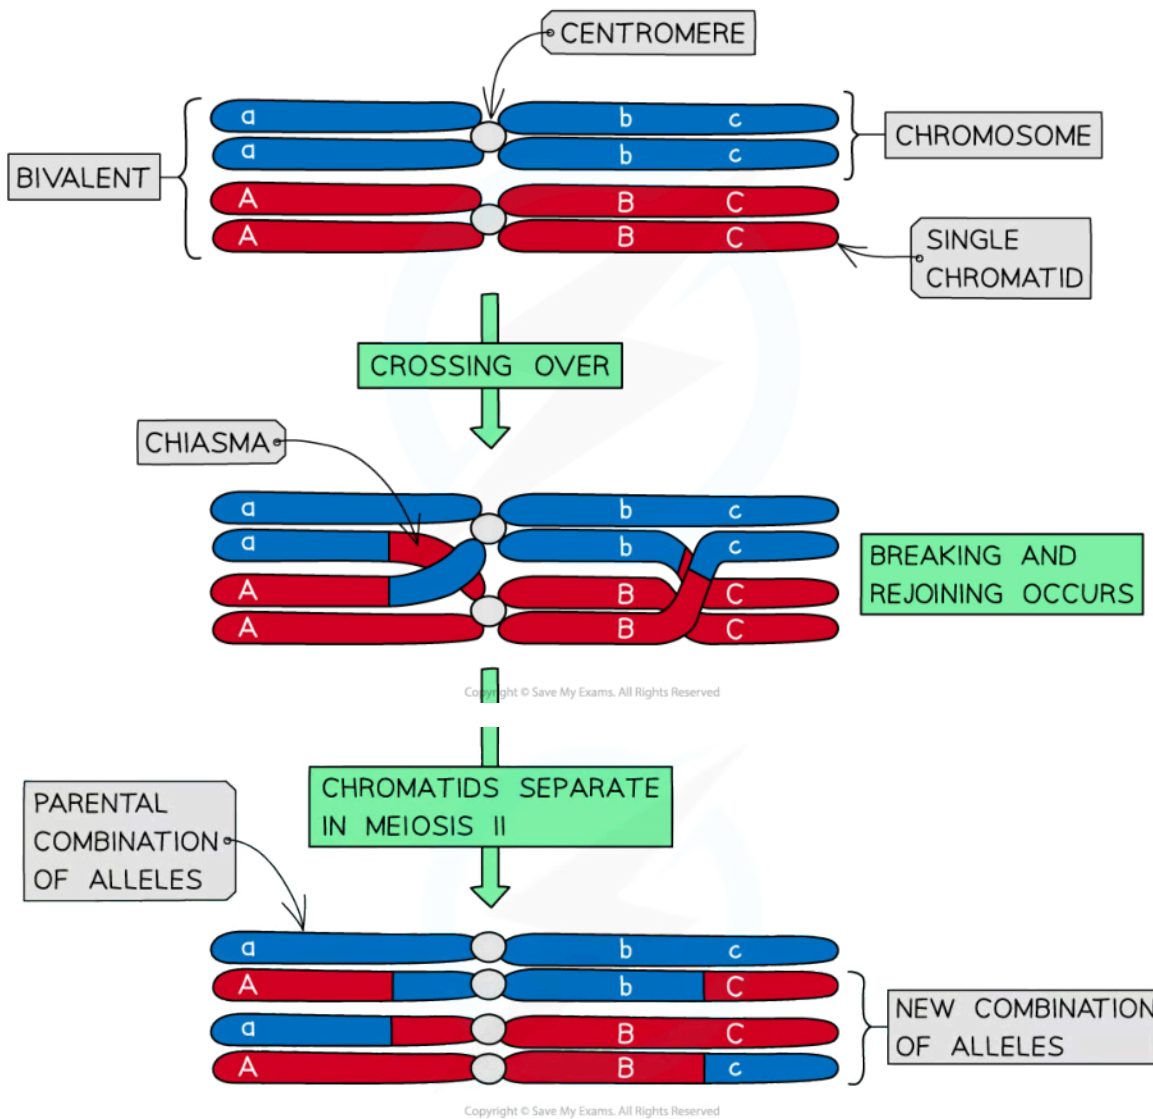 CENTROMERE
a
b
c
CHROMOSOME
a
b
c
BIVALENT
A
B
C
A
B
C
SINGLE
CHROMATID
CROSSING OVER
CHIASMA
a
b
c
a
b
c
BREAKING AND
REJOINING OCCURS
A
B
C
A
B
C
Copyright © Save My Exams. All Rights Reserved
CHROMATIDS SEPARATE
IN MEIOSIS II
PARENTAL
COMBINATION
OF ALLELES
a
b
c
A
b
C
NEW COMBINATION
OF ALLELES
a
B
C
A
B
c
Copyright © Save My Exams. All Rights Reserved